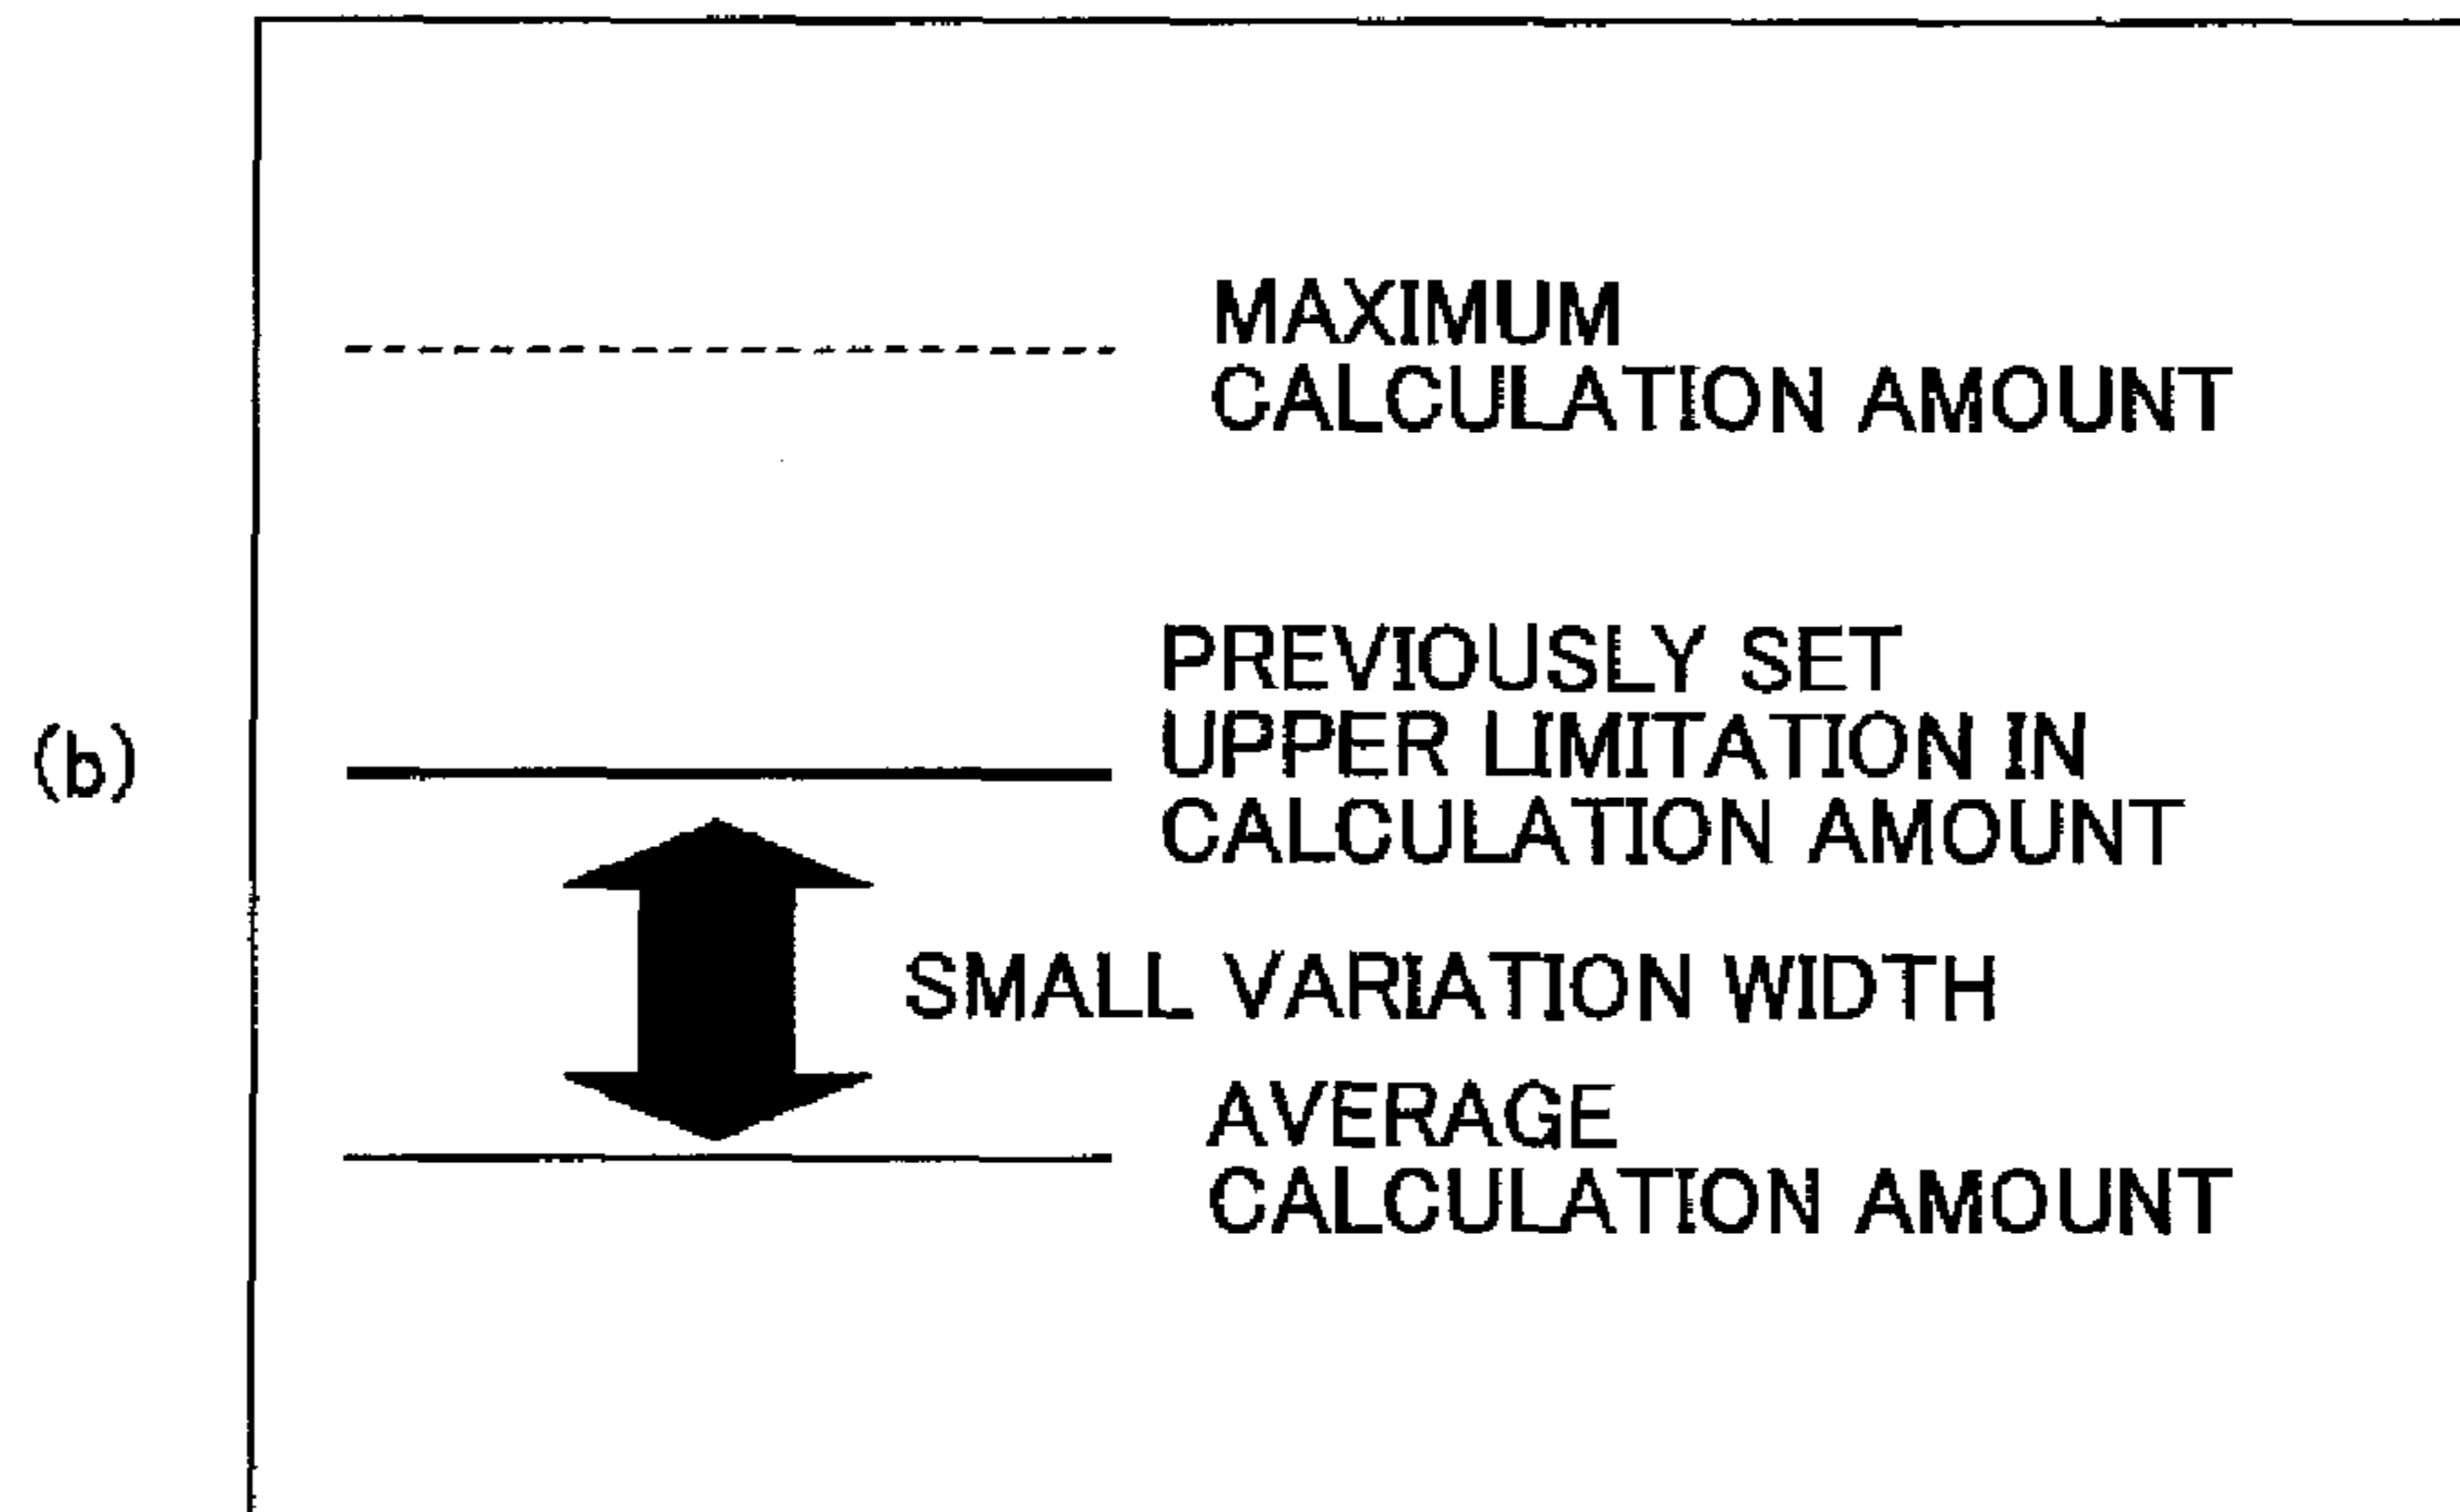 MAXIMUM
CALCULATION AMOUNT
PREVIOUSLY SET
UPPER LIMITATION IN
CALCULATION AMOUNT
(b)
SMALL VARIATION WIDTH
AVERAGE
CALCULATION AMOUNT